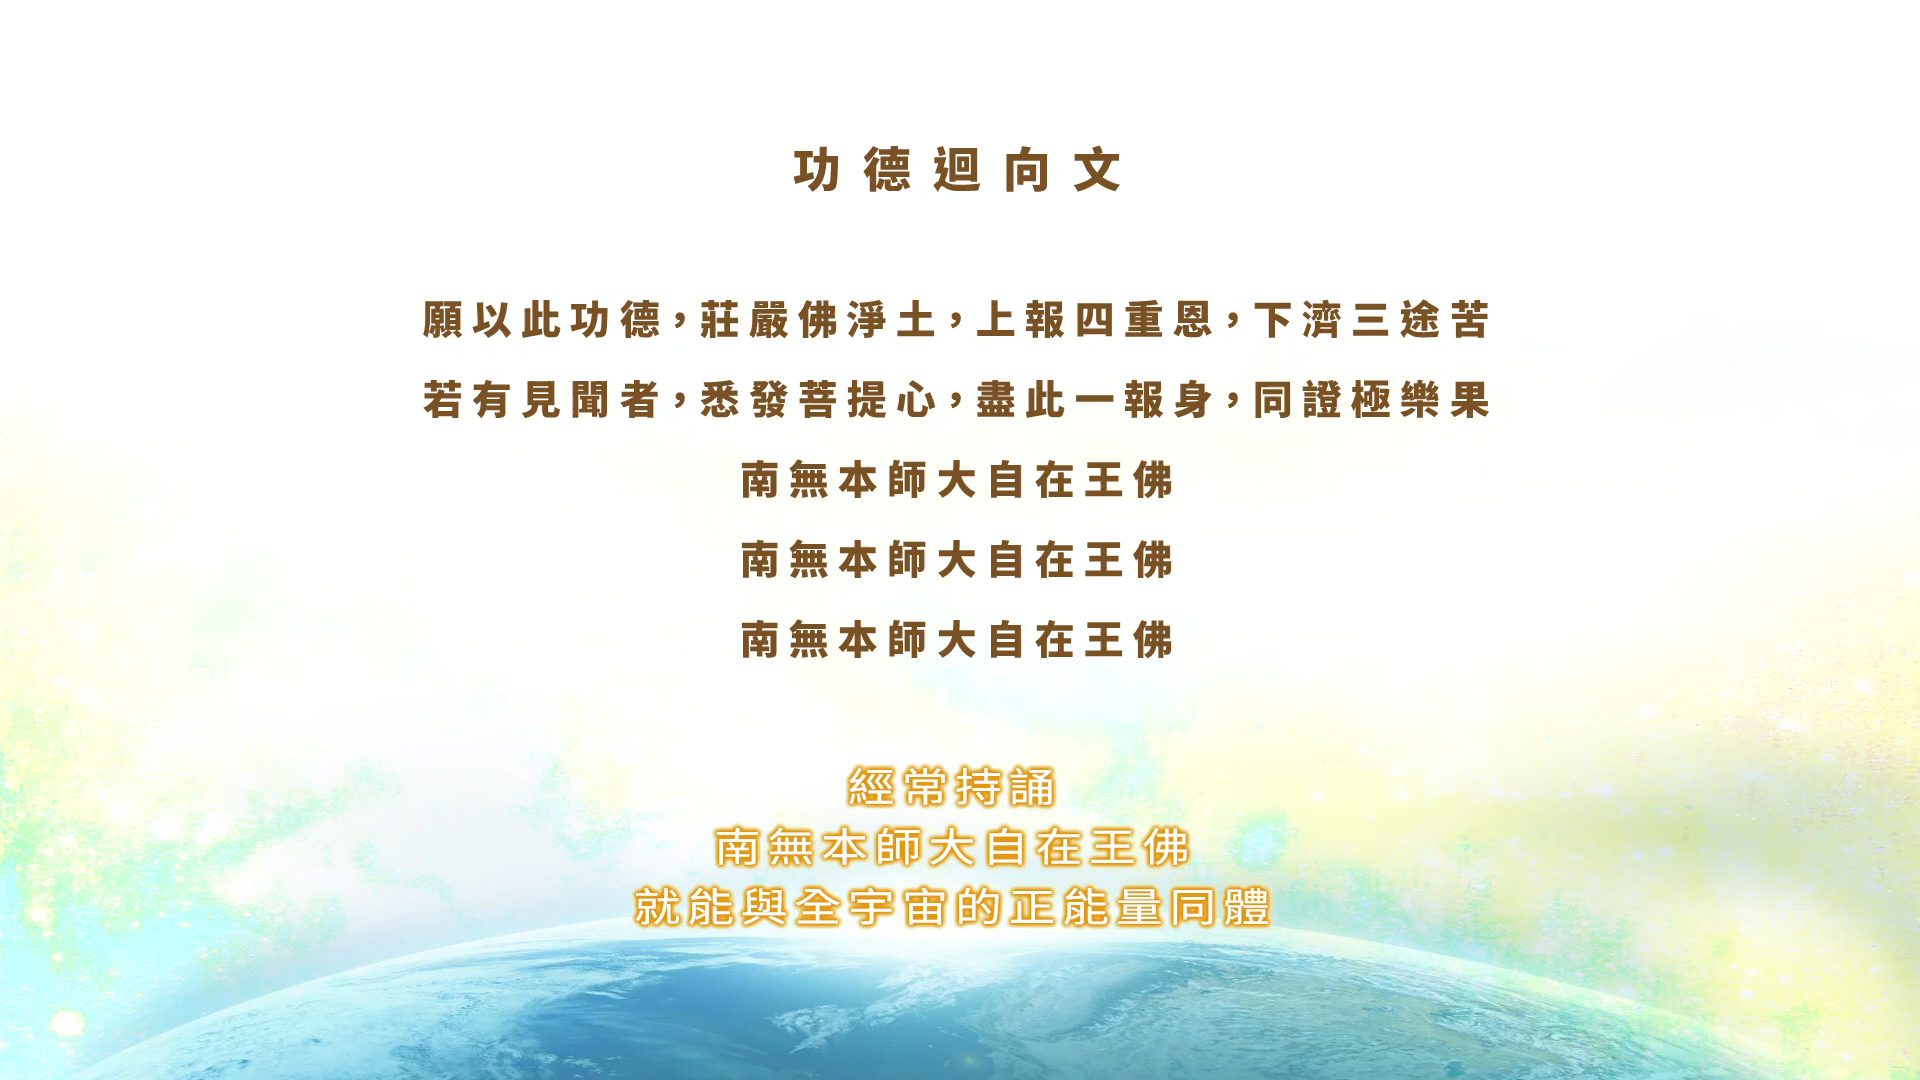 功德迴向文
願以此功德，莊嚴佛淨土，上報四重恩，下濟三途苦
若有見聞者，悉發菩提心，盡此一報身，同證極樂果
南無本師大自在王佛
南無本師大自在王佛
南無本師大自在王佛
經常持誦
南無本師大自在王佛
就能與全宇宙的正能量同體